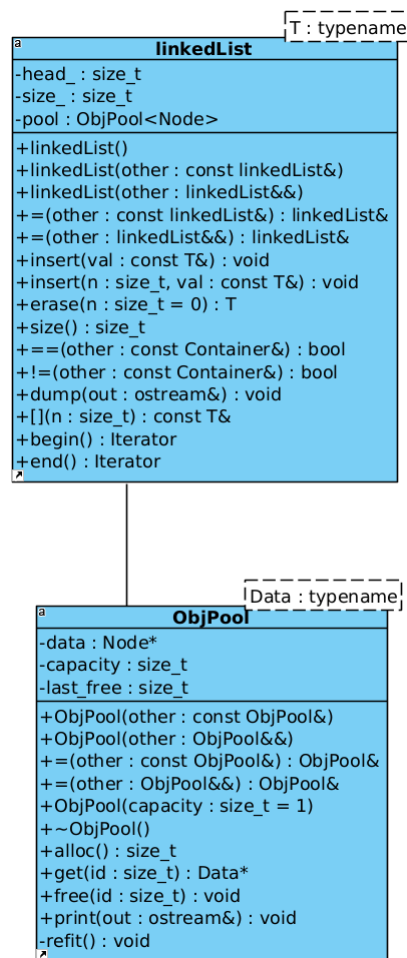 T : typename
a
linkedList
-head_ : size_t
-size_ : size_t
-pool : ObjPool<Node>
+linkedList()
+linkedList(other : const linkedList&)
+linkedList(other : linkedList&&)
+=(other : const linkedList&) : linkedList&
+=(other : linkedList&&) : linkedList&
+insert(val : const T&) : void
+insert(n : size_t, val : const T&) : void
+erase(n : size_t = 0) : T
+size() : size_t
+==(other : const Container&) : bool
+!=(other : const Container&) : bool
+dump(out : ostream&) : void
+[](n : size_t) : const T&
+begin() : Iterator
+end() : Iterator
Data : typename
a
ObjPool
-data : Node*
-capacity : size_t
-last_free : size_t
+ObjPool(other : const ObjPool&)
+ObjPool(other : ObjPool&&)
+=(other : const ObjPool&) : ObjPool&
+=(other : ObjPool&&) : ObjPool&
+ObjPool(capacity : size_t = 1)
+~ObjPool()
+alloc() : size_t
+get(id : size_t) : Data*
+free(id : size_t) : void
+print(out : ostream&) : void
-refit() : void